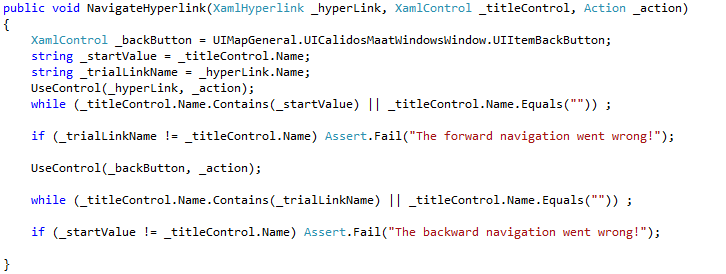 public void NavigateHyperlink(XamlHyperlink _hyperLink, XamlControl _titleControl, Action _action)
{
XamlControl _backButton = UIMapGeneral.UICalidosMaatWindowsWindow.UIItemBackButton;
string _startValue = _titleControl.Name;
string _trialLinkName = _hyperLink.Name;
UseControl(_hyperLink, _action);
while (_titleControl.Name.Contains(_startValue) || _titleControl.Name.Equals("")) ;
if (_trialLinkName != _titleControl.Name) Assert.Fail("The forward navigation went wrong!");
UseControl(_backButton, _action);
while (_titleControl.Name.Contains(_trialLinkName) || _titleControl.Name.Equals("")) ;
if (_startValue != _titleControl.Name) Assert.Fail("The backward navigation went wrong!");
}